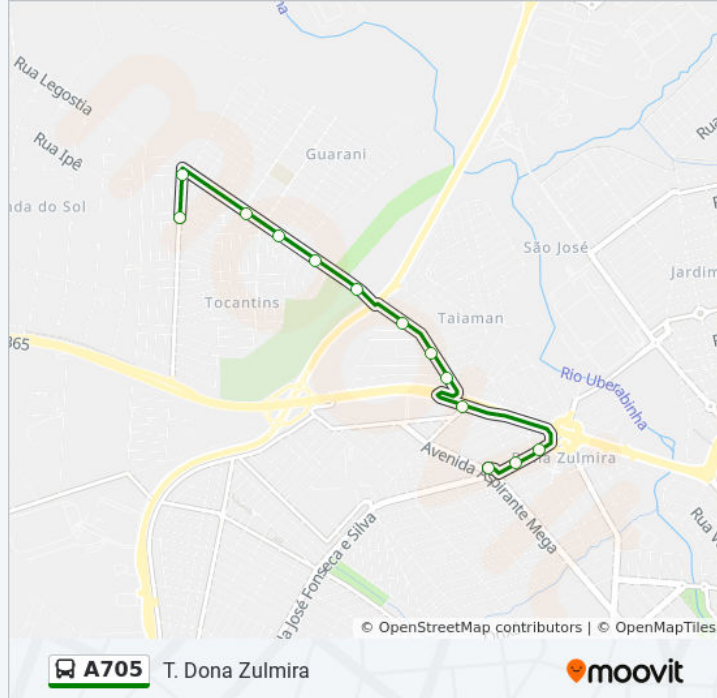 Rua Legostia
Rua Ipê
Guarani
da do Sol
São José
Jardim
Tocantins
Taiaman
365
Rio Uberabinha
Avenida Aspirante Mega
Dona Zulmira
a José Fonseca e Silva
© OpenStreetMap contributors | © OpenMapTiles
A705
T. Dona Zulmira
moovit